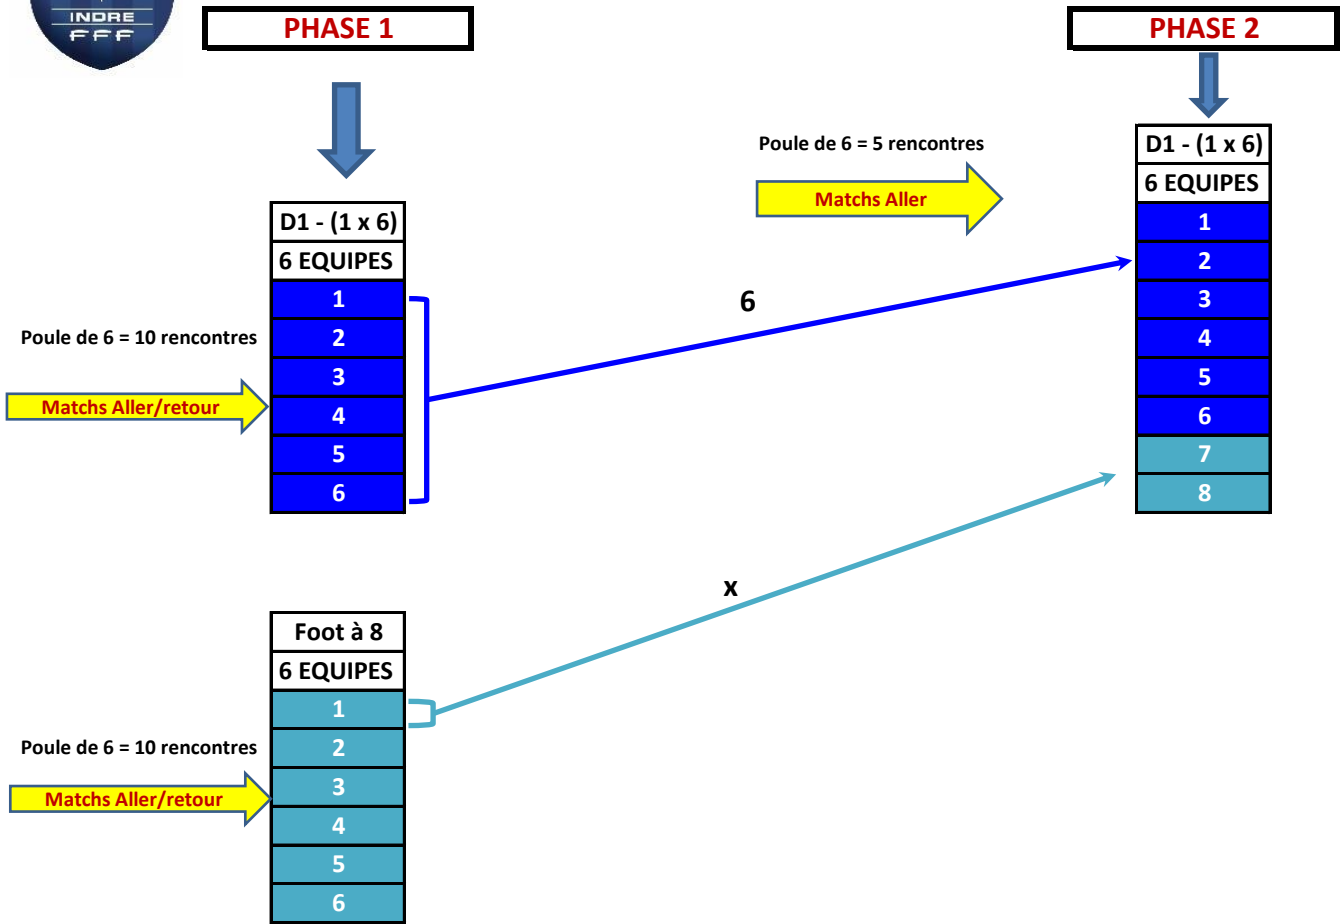 INDRE
FFF
PHASE 1
PHASE 2
Poule de 6 = 5 rencontres
Matchs Aller
D1 - (1 x 6)
6 EQUIPES
1
2
3
4
5
6
7
8
D1 - (1 x 6)
6 EQUIPES
1
2
3
4
5
6
Poule de 6 = 10 rencontres
Matchs Aller/retour
6
x
Foot à 8
6 EQUIPES
1
2
3
4
5
6
Poule de 6 = 10 rencontres
Matchs Aller/retour